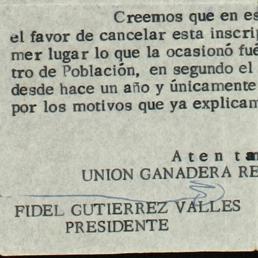 Creemos que en es
el favor de cancelar esta inscrip
mer lugar lo que la ocasionó fué
tro de Población, en segundo el
desde hace un año y únicamente
por los motivos que ya explicam
Atenta
UNION GANADERA RE
FIDEL GUTIERREZ VALLES
PRESIDENTE